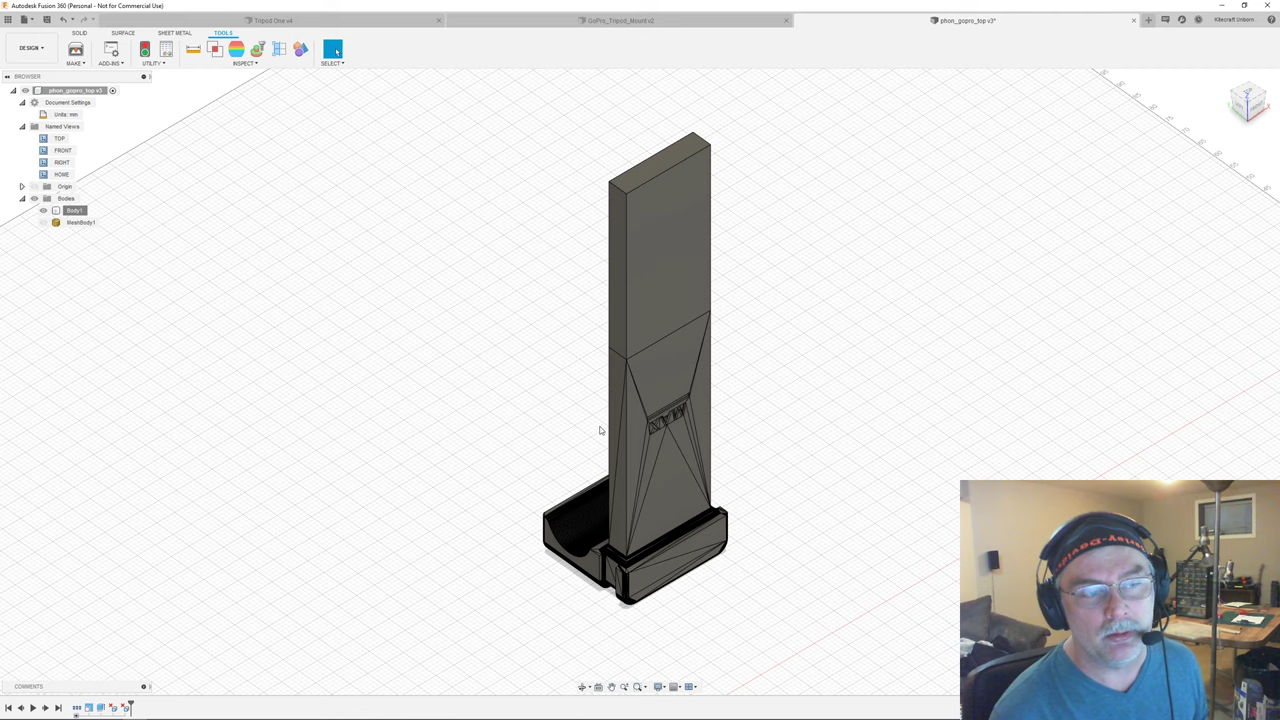 Autodesk Fusion 360 (Personal - Not for Commercial Use)
Tripod One v4
GoPro_Tripod_Mount v2
phon_gopro_top v3*
Kitecraft Unborn
SOLID
SURFACE
SHEET METAL
TOOLS
DESIGN
MAKE
ADD-INS
UTILITY
INSPECT
SELECT
BROWSER
phon_gopro_top v3
Document Settings
Units: mm
Named Views
TOP
FRONT
RIGHT
HOME
Origin
Bodies
Body1
MeshBody1
COMMENTS